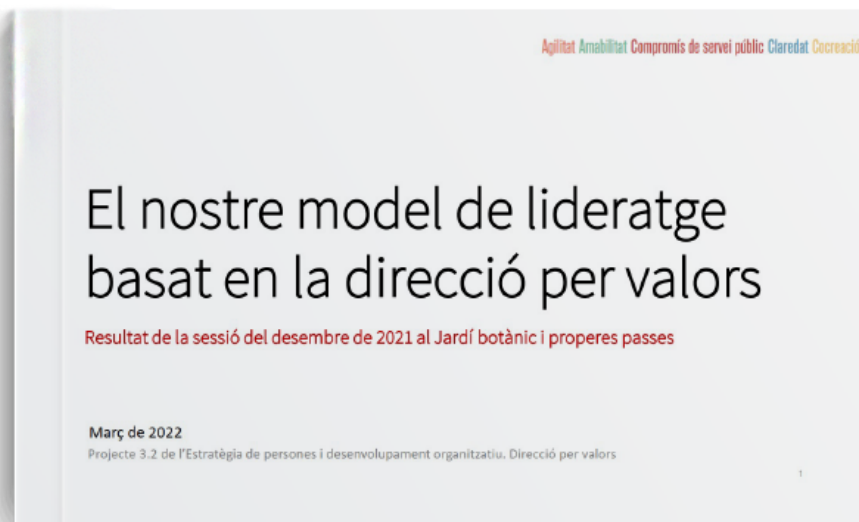 Agilitat Amabilitat Compromís de servei públic Claredat Cocreació
El nostre model de lideratge
basat en la direcció per valors
Resultat de la sessió del desembre de 2021 al Jardí botànic i properes passes
Març de 2022
Projecte 3.2 de l'Estratègia de persones i desenvolupament organitzatiu. Direcció per valors
1